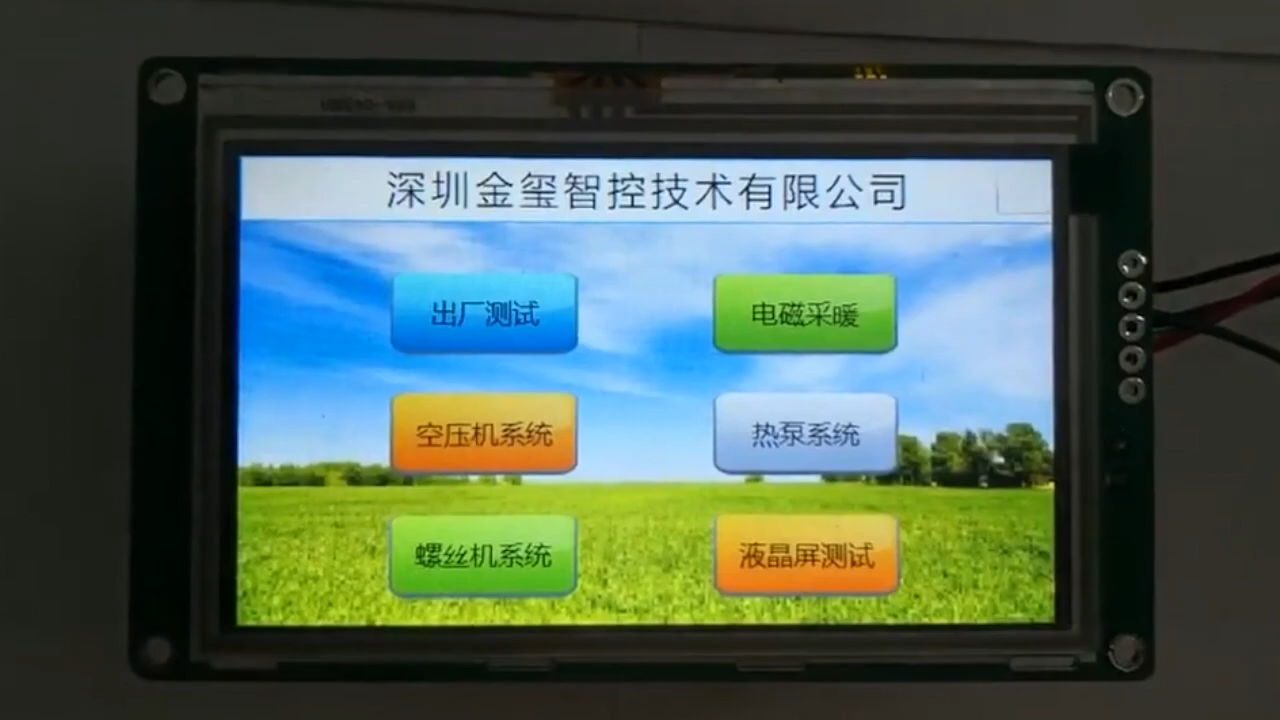 深圳金玺智控技术有限公司
出厂测试
电磁采暖
空压机系统
热泵系统
螺丝机系统
液晶屏测试